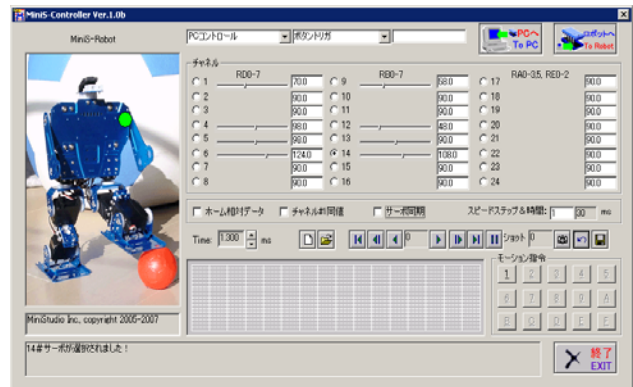 MiniS-Controller Ver.1.0b
MiniS-Robot
PCコントロール ボタントリガ
PCへ To PC
ロボットへ To Robot
チャネル
RD0-7 RB0-7 RA0-3,5, RE0-2
1 70.0 9 58.0 17 90.0
2 90.0 10 90.0 18 90.0
3 90.0 11 90.0 19 90.0
4 98.0 12 48.0 20 90.0
5 98.0 13 90.0 21 90.0
6 124.0 14 108.0 22 90.0
7 90.0 15 90.0 23 90.0
8 90.0 16 90.0 24 90.0
ホーム相対データ チャネル#1同値 サーボ同期 スピードステップ&時間: 1 30 ms
Time: 1.300 ms 0 ショット 0
モーション指令
1 2 3 4 5
6 7 8 9 A
B C D E F
MiniStudio Inc., copyright 2005-2007
14#サーボが選択されました!
終了 EXIT